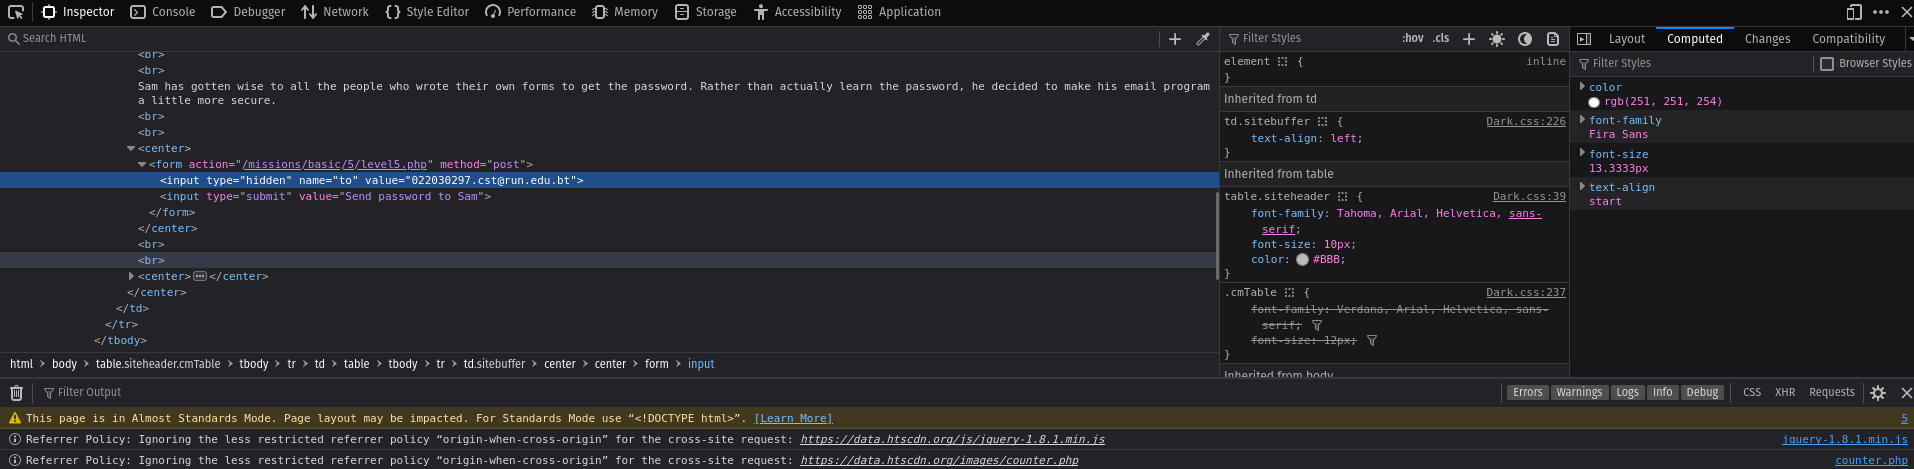 Inspector Console Debugger Network Style Editor Performance Memory Storage Accessibility Application
Search HTML
<br>
<br>
Sam has gotten wise to all the people who wrote their own forms to get the password. Rather than actually learn the password, he decided to make his email program
a little more secure.
<br>
<br>
<center>
<form action="/missions/basic/5/level5.php" method="post">
<input type="hidden" name="to" value="022030297.cst@run.edu.bt">
<input type="submit" value="Send password to Sam">
</form>
</center>
<br>
<br>
<center> </center>
</center>
</td>
</tr>
</tbody>
html > body > table.siteheader.cmTable > tbody > tr > td > table > tbody > tr > td.sitebuffer > center > center > form > input
Filter Styles :hov .cls +
element { inline
}
Inherited from td
td.sitebuffer { Dark.css:226
text-align: left;
}
Inherited from table
table.siteheader { Dark.css:39
font-family: Tahoma, Arial, Helvetica, sans-
serif;
font-size: 10px;
color: #BBB;
}
.cmTable { Dark.css:237
font-family: Verdana, Arial, Helvetica, sans-
serif;
font-size: 12px;
}
Inherited from body
Layout Computed Changes Compatibility
Filter Styles Browser Styles
color
rgb(251, 251, 254)
font-family
Fira Sans
font-size
13.3333px
text-align
start
Filter Output Errors Warnings Logs Info Debug CSS XHR Requests
This page is in Almost Standards Mode. Page layout may be impacted. For Standards Mode use “<!DOCTYPE html>”. [Learn More] 5
Referrer Policy: Ignoring the less restricted referrer policy “origin-when-cross-origin” for the cross-site request: https://data.htscdn.org/js/jquery-1.8.1.min.js jquery-1.8.1.min.js
Referrer Policy: Ignoring the less restricted referrer policy “origin-when-cross-origin” for the cross-site request: https://data.htscdn.org/images/counter.php counter.php